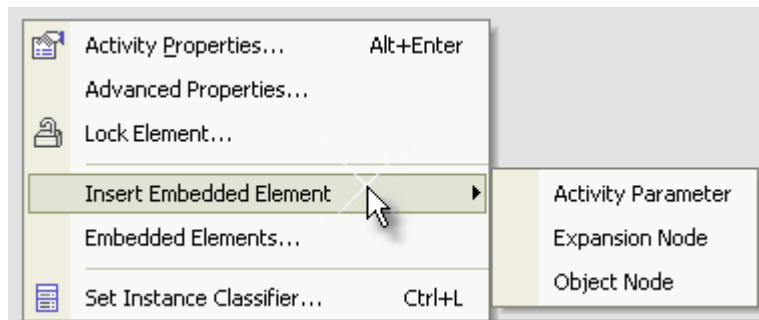 Activity Properties... Alt+Enter
Advanced Properties...
Lock Element...
Insert Embedded Element
Activity Parameter
Embedded Elements...
Expansion Node
Object Node
Set Instance Classifier... Ctrl+L